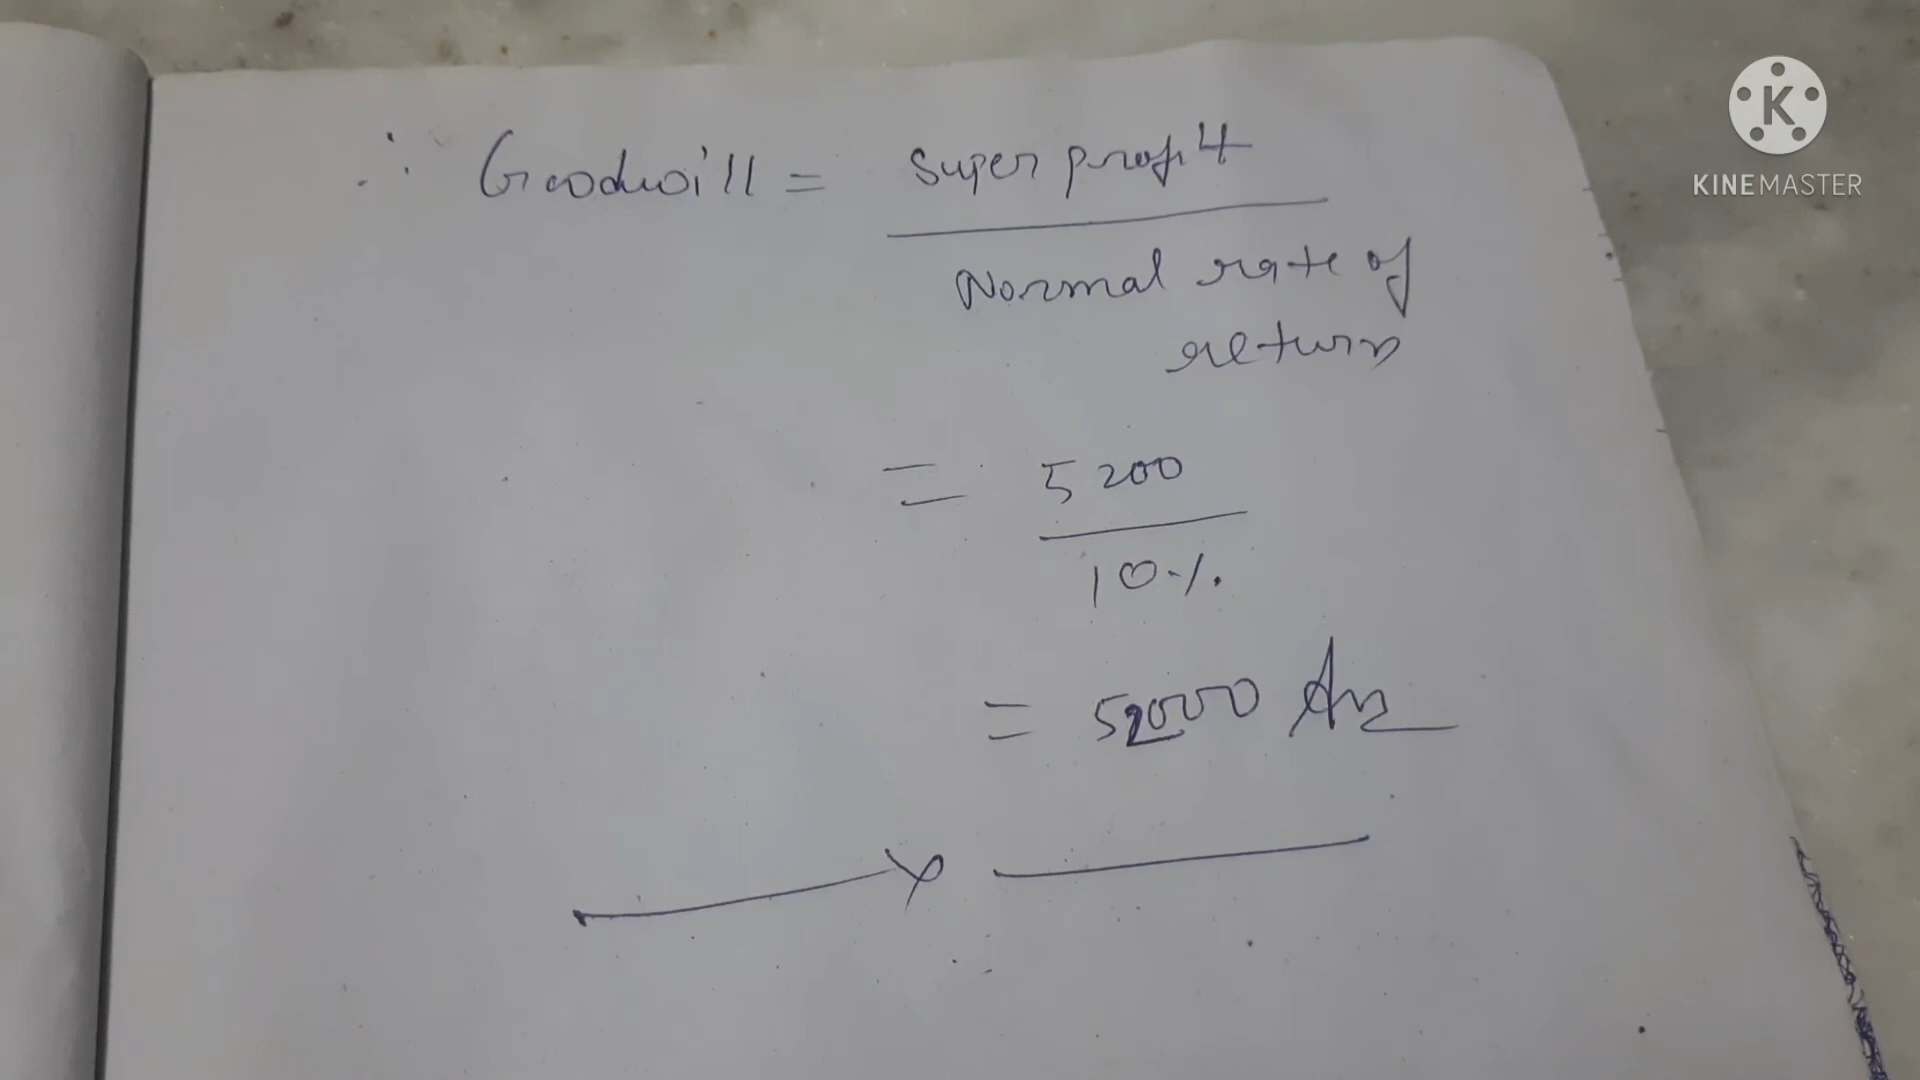 ∴ Goodwill = Super profit
Normal rate of
return
= 5200
10%
= 52000 Ans
x
K
KINEMASTER